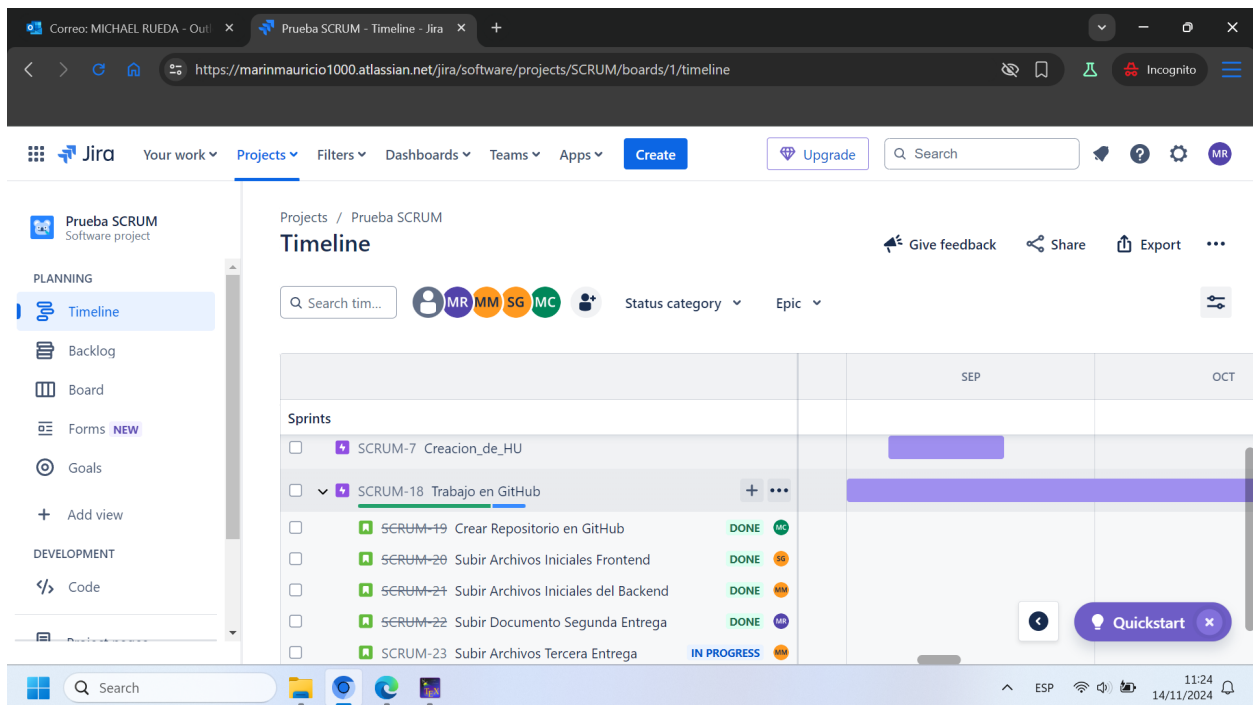 Correo: MICHAEL RUEDA - Outl
Prueba SCRUM - Timeline - Jira
https://marinmauricio1000.atlassian.net/jira/software/projects/SCRUM/boards/1/timeline
Incognito
Jira
Your work
Projects
Filters
Dashboards
Teams
Apps
Create
Upgrade
Search
MR
Prueba SCRUM
Software project
PLANNING
Timeline
Backlog
Board
Forms NEW
Goals
Add view
DEVELOPMENT
Code
Project pages
Projects / Prueba SCRUM
Timeline
Give feedback
Share
Export
Search tim...
MR MM SG MC
Status category
Epic
SEP
OCT
Sprints
SCRUM-7 Creacion_de_HU
SCRUM-18 Trabajo en GitHub
SCRUM-19 Crear Repositorio en GitHub DONE MC
SCRUM-20 Subir Archivos Iniciales Frontend DONE SG
SCRUM-21 Subir Archivos Iniciales del Backend DONE MM
SCRUM-22 Subir Documento Segunda Entrega DONE MR
SCRUM-23 Subir Archivos Tercera Entrega IN PROGRESS MM
Quickstart
Search
TEX
ESP
11:24
14/11/2024